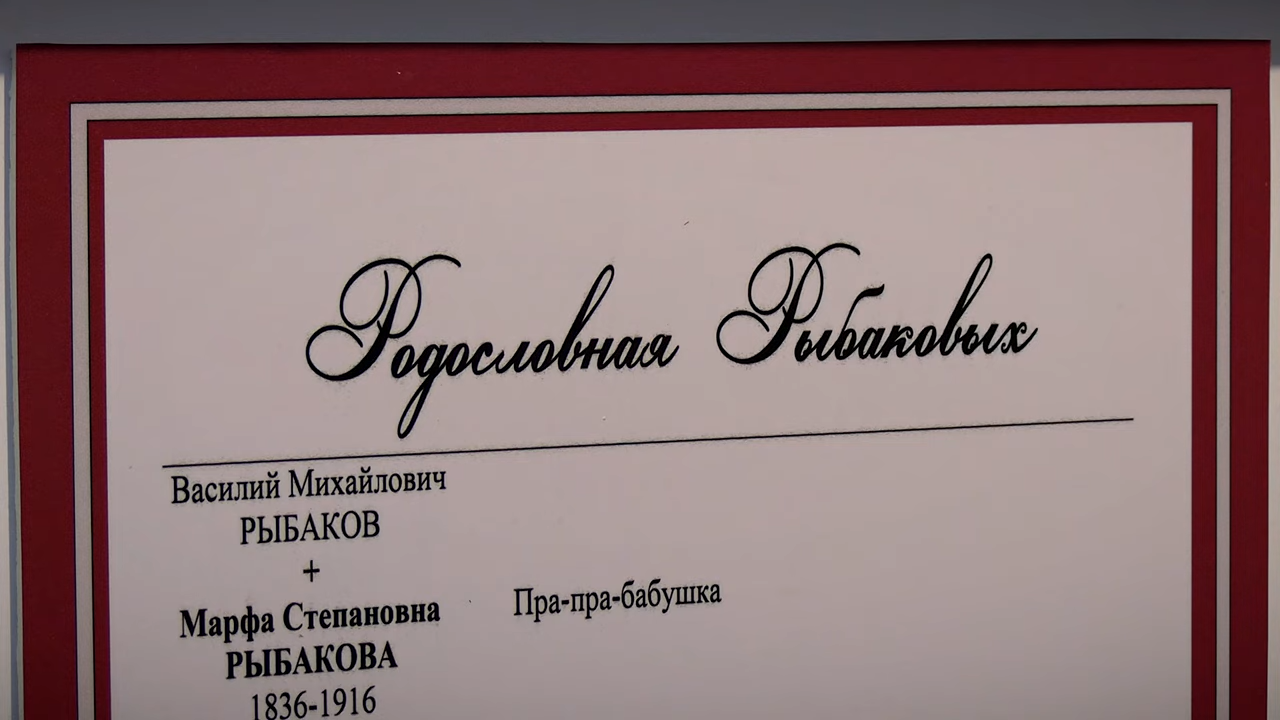 Родословная Рыбаковых
Василий Михайлович
РЫБАКОВ
+
Марфа Степановна
РЫБАКОВА
1836-1916
Пра-пра-бабушка